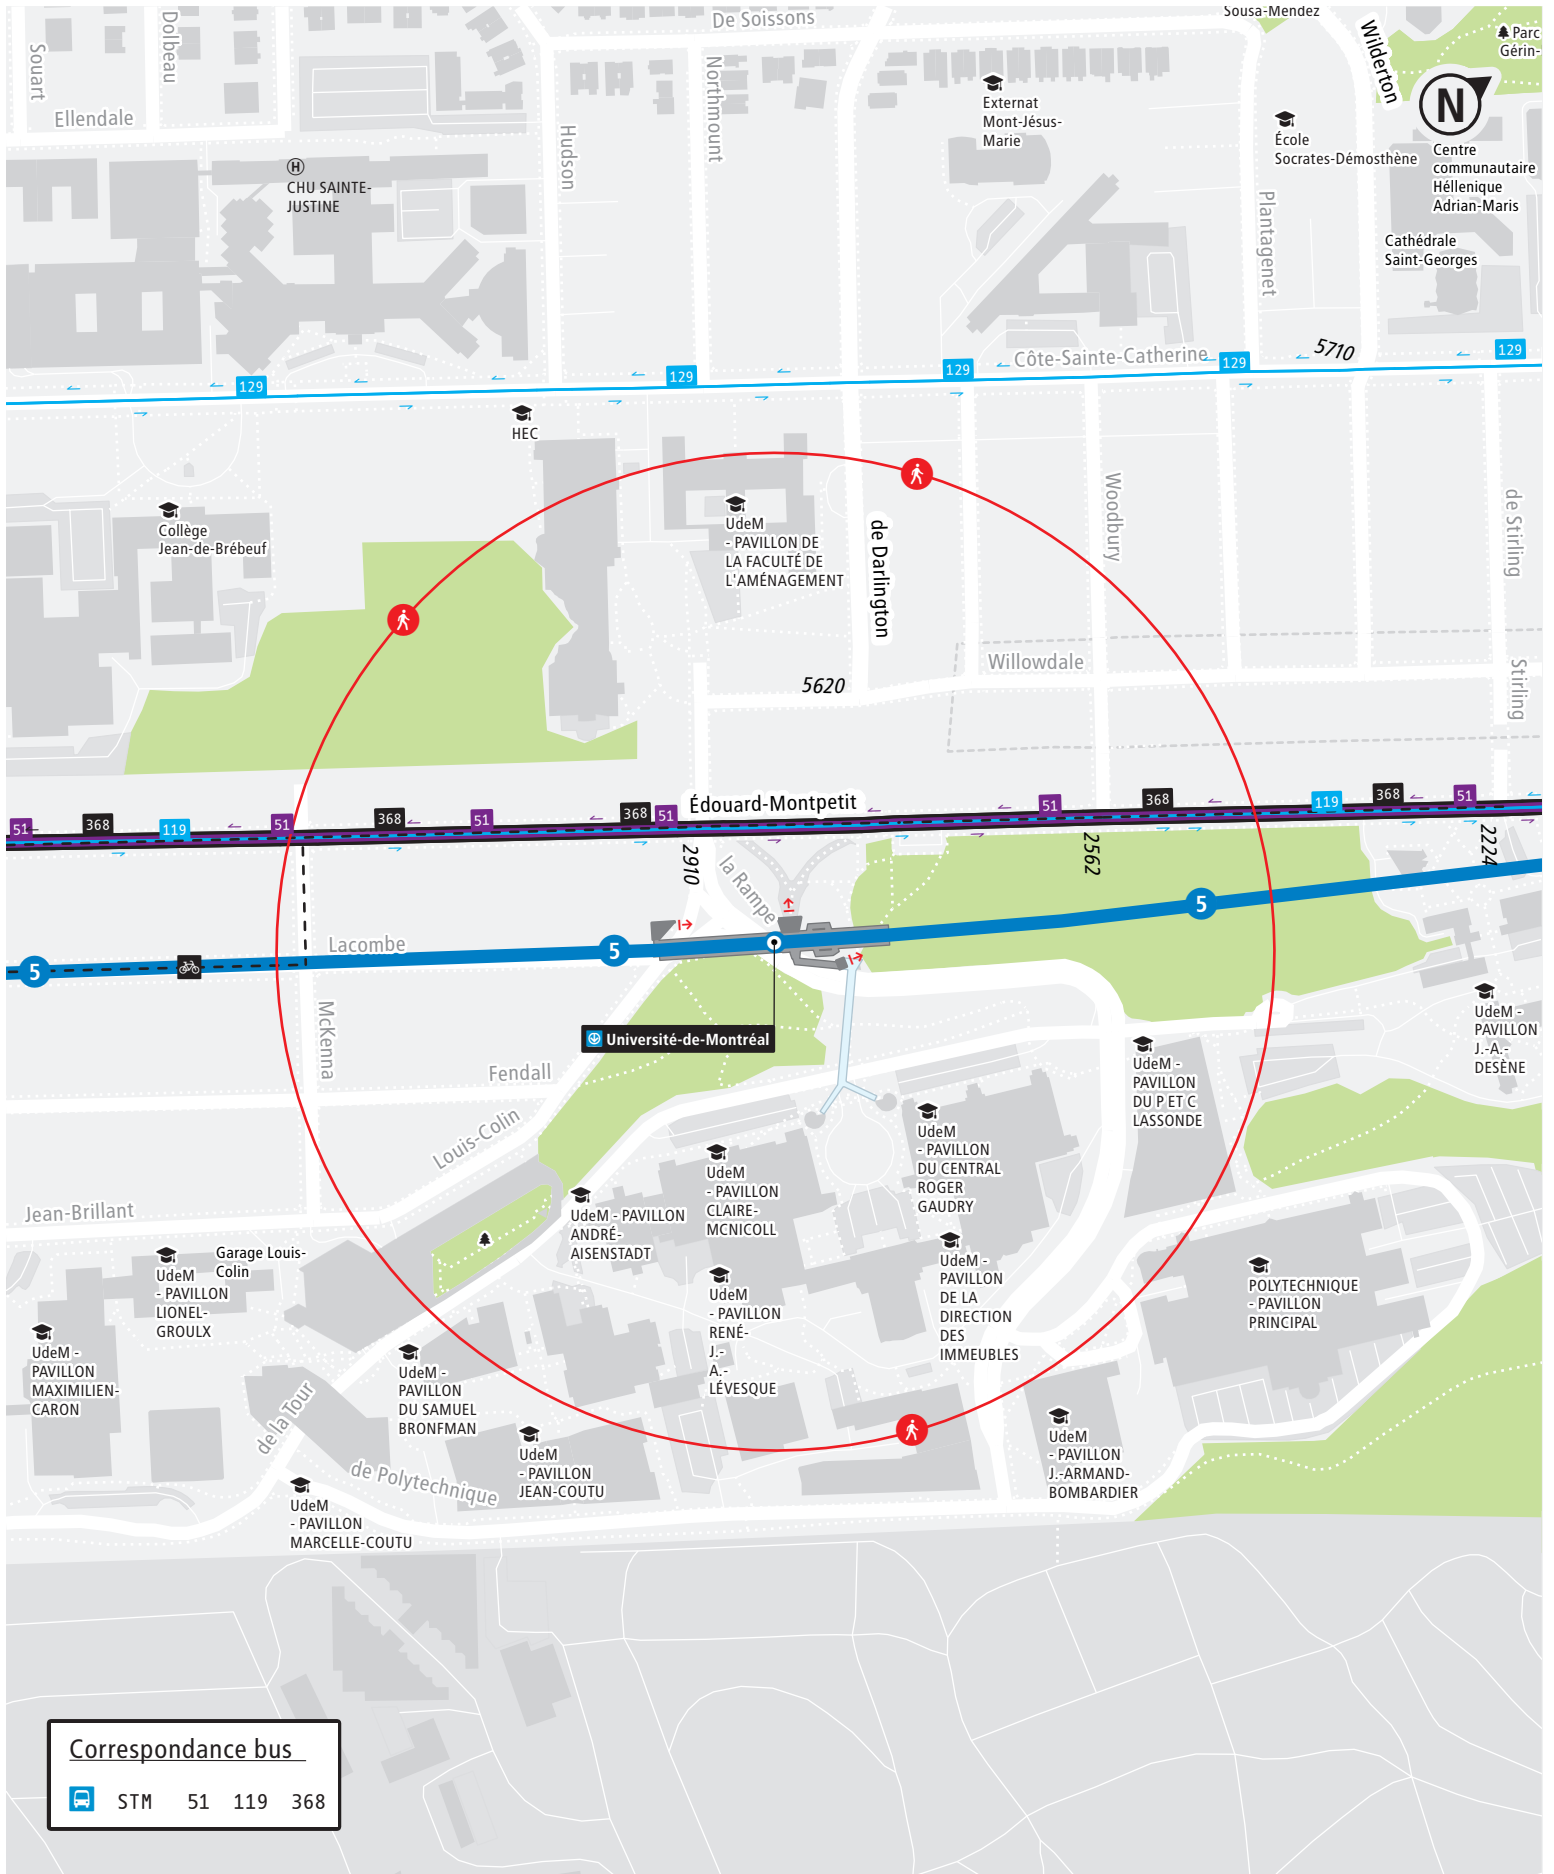 De Soissons
Sousa-Mendez
Wilderton
Parc
Gérin-
N
Souart
Dolbeau
Ellendale
Northmount
Hudson
Externat
Mont-Jésus-
Marie
École
Socrates-Démosthène
Centre
communautaire
Héllenique
Adrian-Maris
H
CHU SAINTE-
JUSTINE
Plantagenet
Cathédrale
Saint-Georges
5710
Côte-Sainte-Catherine
129
129
129
129
129
HEC
Collège
Jean-de-Brébeuf
UdeM
- PAVILLON DE
LA FACULTÉ DE
L'AMÉNAGEMENT
de Darlington
Woodbury
de Stirling
Willowdale
5620
Stirling
Édouard-Montpetit
51
368
119
51
368
51
368
51
51
368
119
368
51
2910
la Rampe
2562
2224
5
5
5
Lacombe
McKenna
Université-de-Montréal
Fendall
Louis-Colin
Jean-Brillant
UdeM -
PAVILLON
J.-A.-
DESÈNE
UdeM -
PAVILLON
DU P ET C
LASSONDE
UdeM
- PAVILLON
DU CENTRAL
ROGER
GAUDRY
UdeM
- PAVILLON
CLAIRE-
MCNICOLL
UdeM - PAVILLON
ANDRÉ-
AISENSTADT
Garage Louis-
Colin
UdeM
- PAVILLON
LIONEL-
GROULX
UdeM -
PAVILLON
DE LA
DIRECTION
DES
IMMEUBLES
UdeM
- PAVILLON
RENÉ-
J.-
A.-
LÉVESQUE
POLYTECHNIQUE
- PAVILLON
PRINCIPAL
UdeM -
PAVILLON
MAXIMILIEN-
CARON
UdeM -
PAVILLON
DU SAMUEL
BRONFMAN
de la Tour
UdeM
- PAVILLON
JEAN-COUTU
UdeM
- PAVILLON
J.-ARMAND-
BOMBARDIER
de Polytechnique
UdeM
- PAVILLON
MARCELLE-COUTU
Correspondance bus
STM 51 119 368